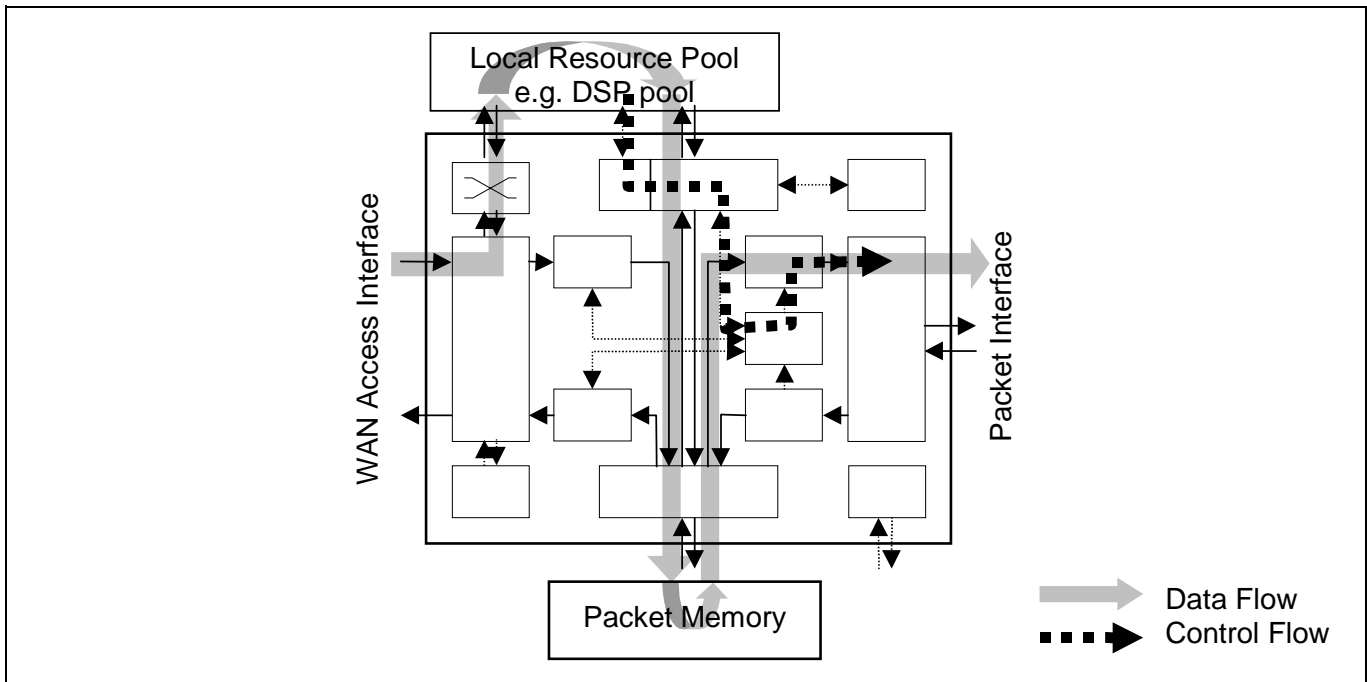 Local Resource Pool
e.g. DSP pool
WAN Access Interface
Packet Interface
Packet Memory
Data Flow
Control Flow